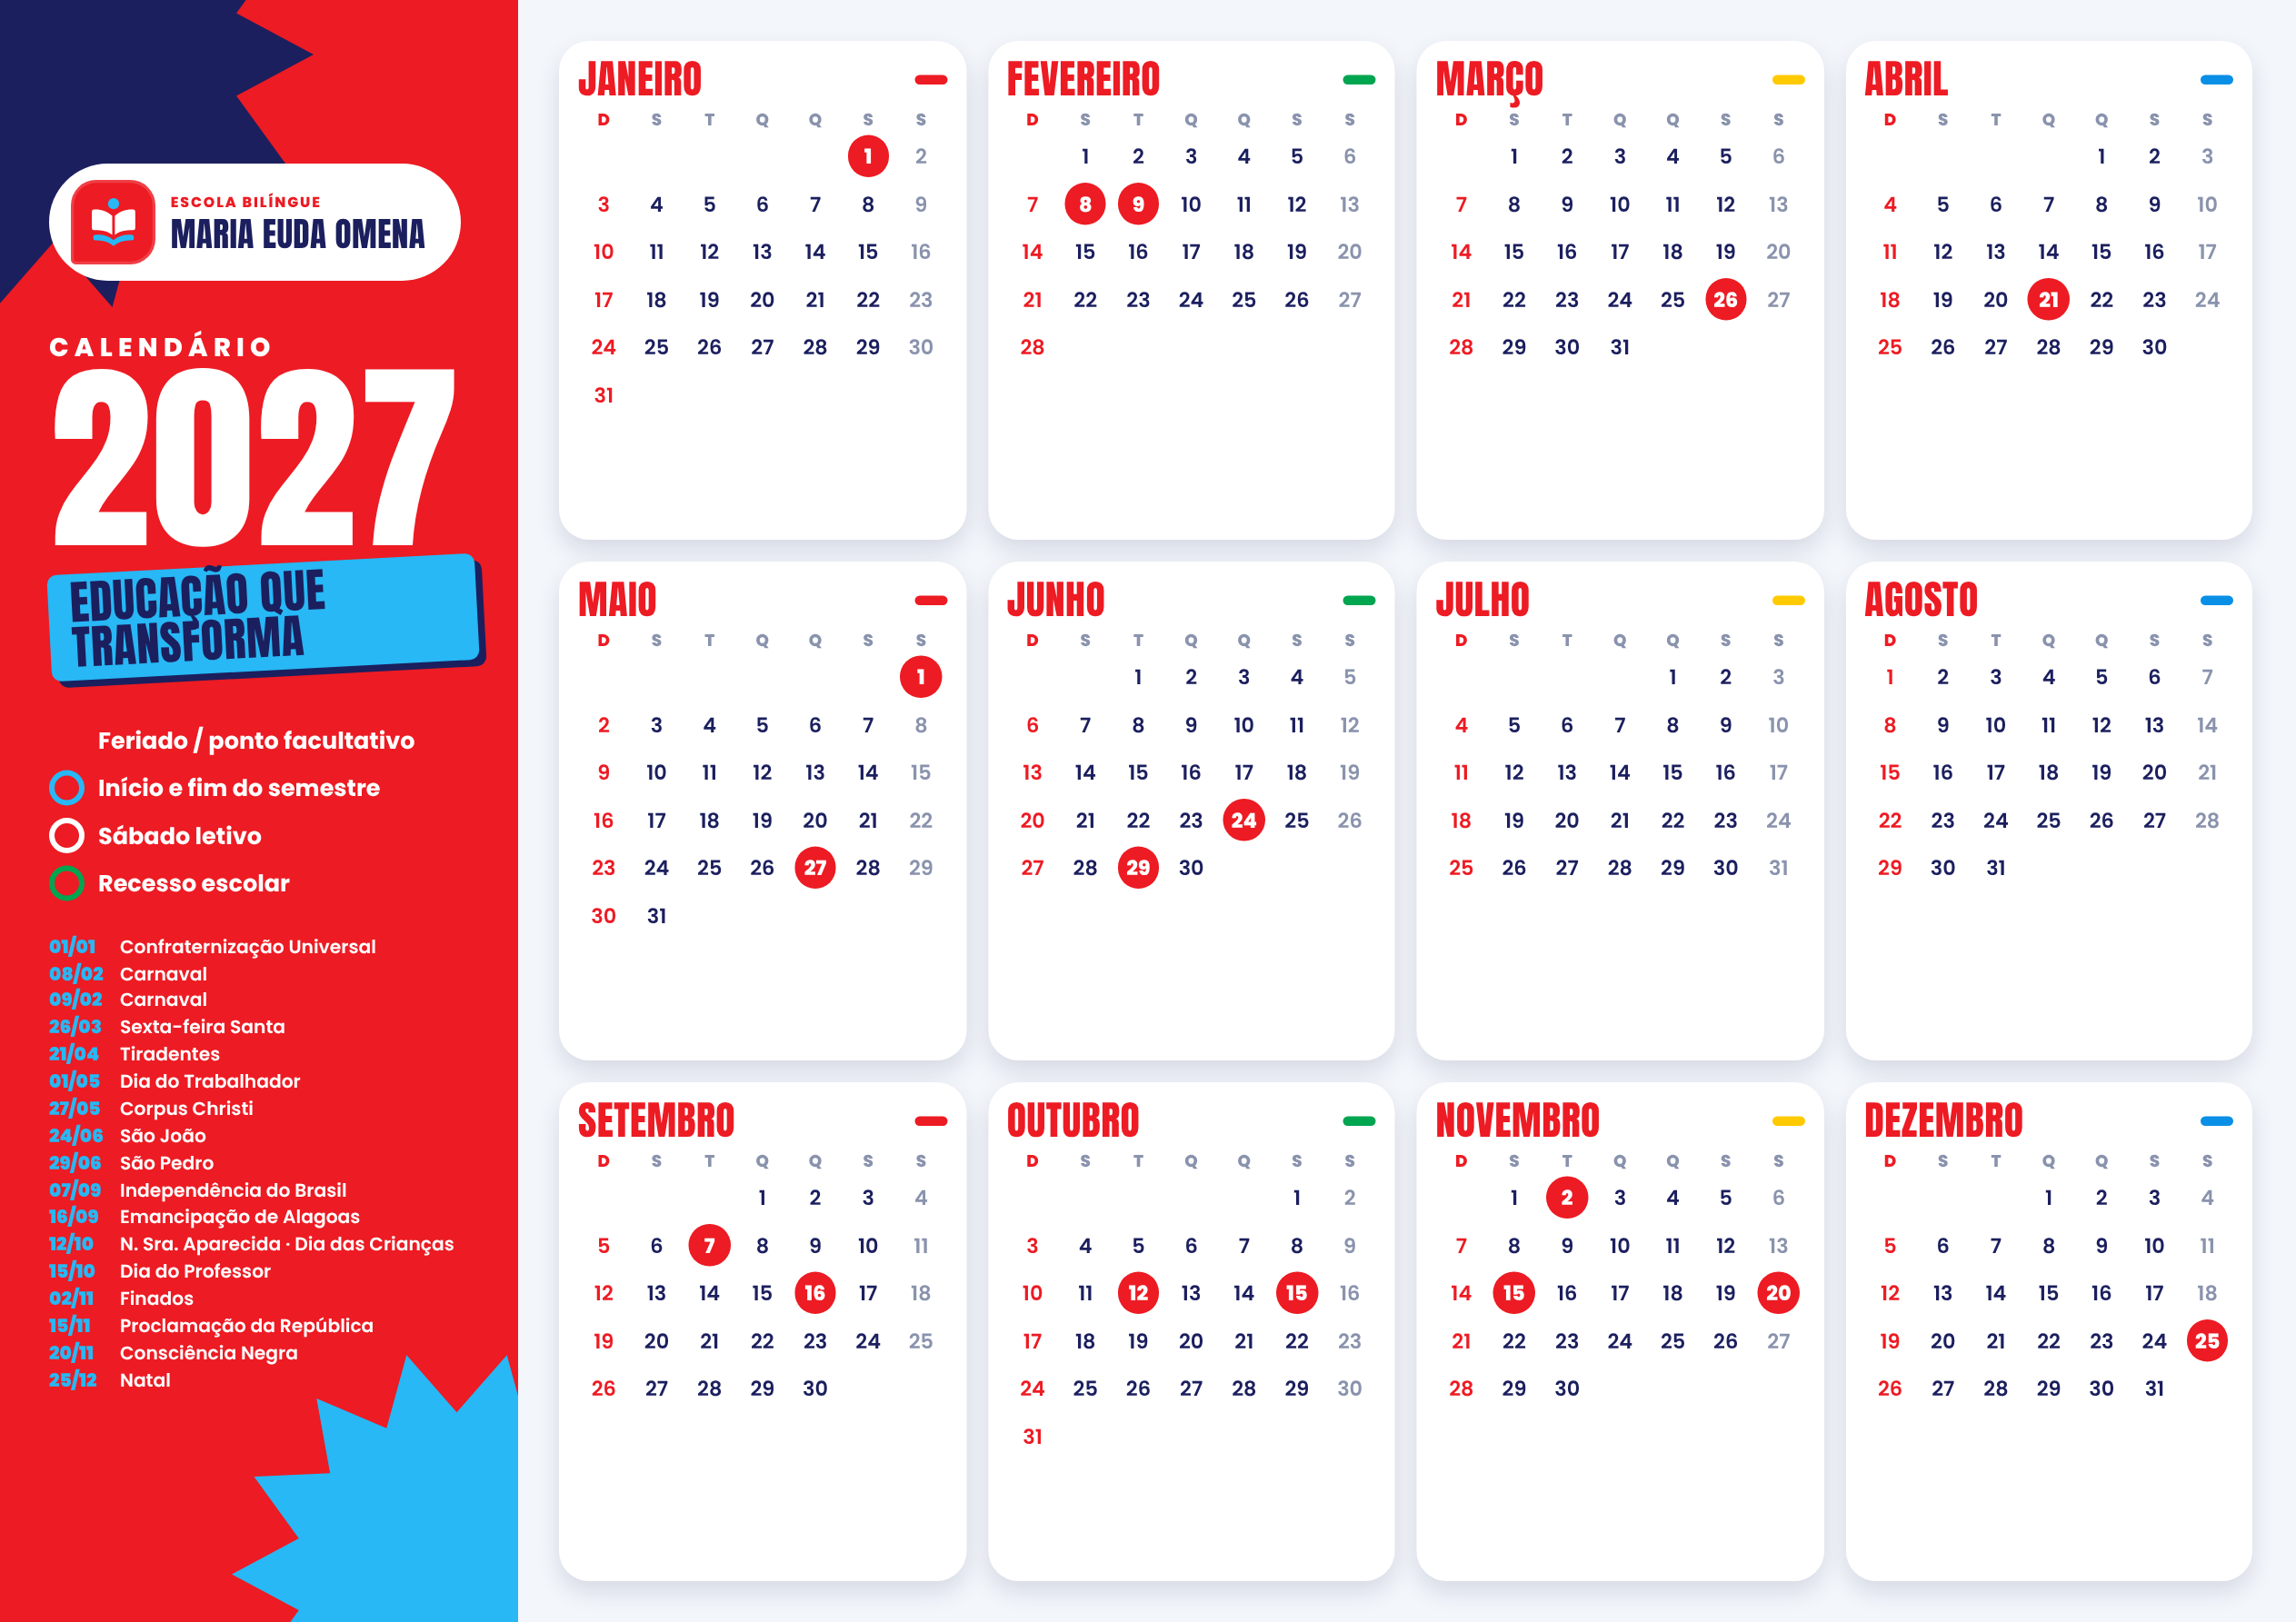 ESCOLA BILÍNGUE
MARIA EUDA OMENA
CALENDÁRIO
2027
EDUCAÇÃO QUE
TRANSFORMA
Feriado / ponto facultativo
Início e fim do semestre
Sábado letivo
Recesso escolar
01/01 Confraternização Universal
08/02 Carnaval
09/02 Carnaval
26/03 Sexta-feira Santa
21/04 Tiradentes
01/05 Dia do Trabalhador
27/05 Corpus Christi
24/06 São João
29/06 São Pedro
07/09 Independência do Brasil
16/09 Emancipação de Alagoas
12/10 N. Sra. Aparecida · Dia das Crianças
15/10 Dia do Professor
02/11 Finados
15/11 Proclamação da República
20/11 Consciência Negra
25/12 Natal
JANEIRO
D S T Q Q S S
1 2
3 4 5 6 7 8 9
10 11 12 13 14 15 16
17 18 19 20 21 22 23
24 25 26 27 28 29 30
31
FEVEREIRO
D S T Q Q S S
1 2 3 4 5 6
7 8 9 10 11 12 13
14 15 16 17 18 19 20
21 22 23 24 25 26 27
28
MARÇO
D S T Q Q S S
1 2 3 4 5 6
7 8 9 10 11 12 13
14 15 16 17 18 19 20
21 22 23 24 25 26 27
28 29 30 31
ABRIL
D S T Q Q S S
1 2 3
4 5 6 7 8 9 10
11 12 13 14 15 16 17
18 19 20 21 22 23 24
25 26 27 28 29 30
MAIO
D S T Q Q S S
1
2 3 4 5 6 7 8
9 10 11 12 13 14 15
16 17 18 19 20 21 22
23 24 25 26 27 28 29
30 31
JUNHO
D S T Q Q S S
1 2 3 4 5
6 7 8 9 10 11 12
13 14 15 16 17 18 19
20 21 22 23 24 25 26
27 28 29 30
JULHO
D S T Q Q S S
1 2 3
4 5 6 7 8 9 10
11 12 13 14 15 16 17
18 19 20 21 22 23 24
25 26 27 28 29 30 31
AGOSTO
D S T Q Q S S
1 2 3 4 5 6 7
8 9 10 11 12 13 14
15 16 17 18 19 20 21
22 23 24 25 26 27 28
29 30 31
SETEMBRO
D S T Q Q S S
1 2 3 4
5 6 7 8 9 10 11
12 13 14 15 16 17 18
19 20 21 22 23 24 25
26 27 28 29 30
OUTUBRO
D S T Q Q S S
1 2
3 4 5 6 7 8 9
10 11 12 13 14 15 16
17 18 19 20 21 22 23
24 25 26 27 28 29 30
31
NOVEMBRO
D S T Q Q S S
1 2 3 4 5 6
7 8 9 10 11 12 13
14 15 16 17 18 19 20
21 22 23 24 25 26 27
28 29 30
DEZEMBRO
D S T Q Q S S
1 2 3 4
5 6 7 8 9 10 11
12 13 14 15 16 17 18
19 20 21 22 23 24 25
26 27 28 29 30 31